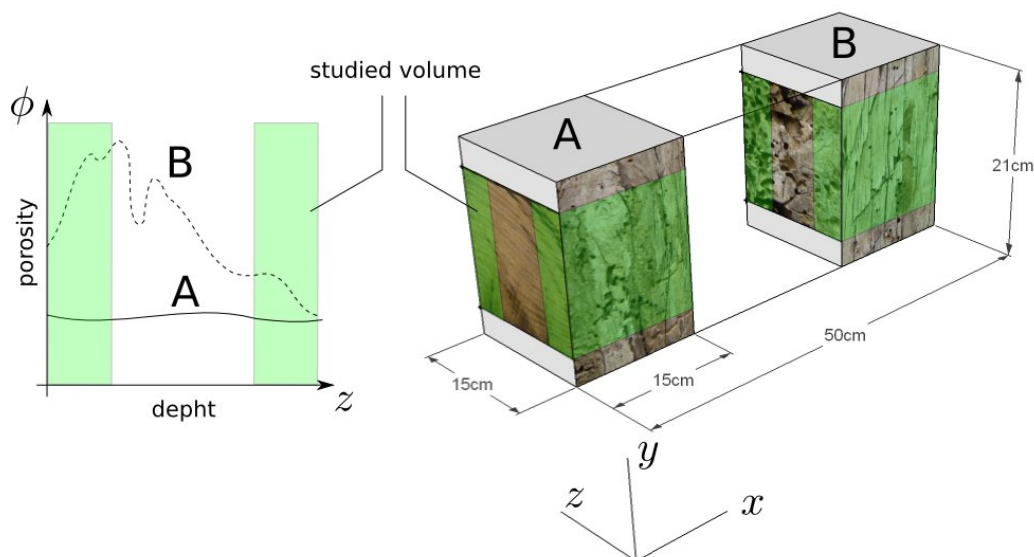 studied volume
ϕ
porosity
B
A
depht
z
A
B
21cm
50cm
15cm
15cm
y
z
x